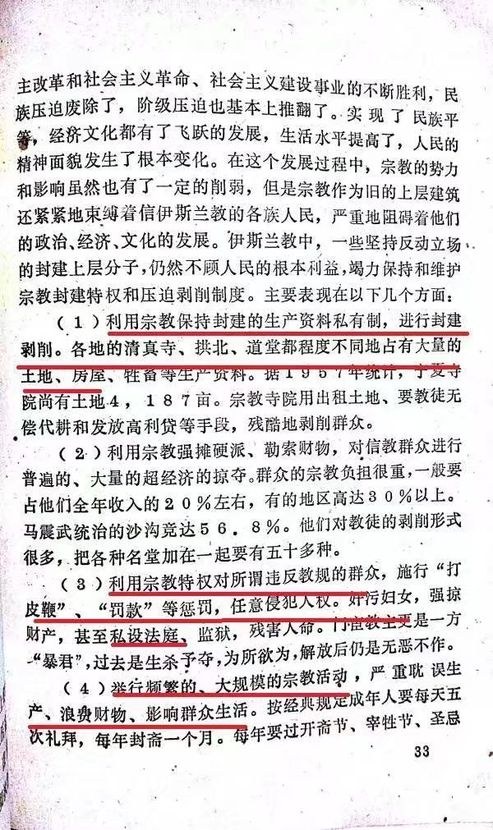 主改革和社会主义革命、社会主义建设事业的不断胜利，民
族压迫废除了，阶级压迫也基本上推翻了。实现了民族平
等，经济文化都有了飞跃的发展，生活水平提高了，人民的
精神面貌发生了根本变化。在这个发展过程中，宗教的势力
和影响虽然也有了一定的削弱，但是宗教作为旧的上层建筑
还紧紧地束缚着信伊斯兰教的各族人民，严重地阻碍着他们
的政治、经济、文化的发展。伊斯兰教中，一些坚持反动立场
的封建上层分子，仍然不顾人民的根本利益，竭力保持和维护
宗教封建特权和压迫剥削制度。主要表现在以下几个方面：
（1）利用宗教保持封建的生产资料私有制，进行封建
剥削。各地的清真寺、拱北、道堂都程度不同地占有大量的
土地、房屋、牲畜等生产资料。据1957年统计，宁夏寺
院尚有土地4，187亩。宗教寺院用出租土地、要教徒无
偿代耕和发放高利贷等手段，残酷地剥削群众。
（2）利用宗教强摊硬派、勒索财物，对信教群众进行
普遍的、大量的超经济的掠夺。群众的宗教负担很重，一般要
占他们全年收入的20％左右，有的地区高达30％以上。
马震武统治的沙沟竟达56．8％。他们对教徒的剥削形式
很多，把各种名堂加在一起要有五十多种。
（3）利用宗教特权对所谓违反教规的群众，施行“打
皮鞭”、“罚款”等惩罚，任意侵犯人权。奸污妇女，强掠
财产，甚至私设法庭、监狱，残害人命。门宦教主更是一方
“暴君”，过去是生杀予夺，为所欲为，解放后仍是无恶不作。
（4）举行频繁的、大规模的宗教活动，严重耽误生
产、浪费财物、影响群众生活。按经典规定成年人要每天五
次礼拜，每年封斋一个月。每年要过开斋节、宰牲节、圣忌
33